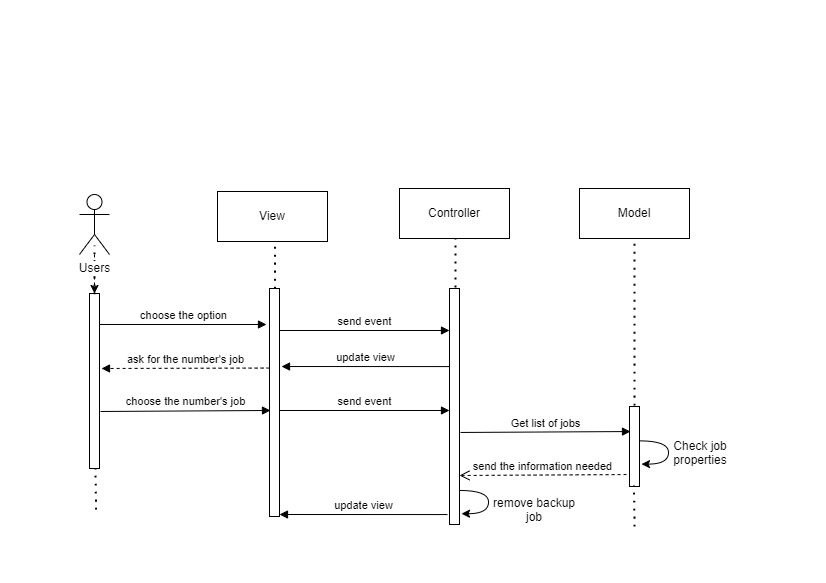 View
Controller
Model
Users
choose the option
send event
ask for the number's job
update view
choose the number's job
send event
Get list of jobs
Check job
properties
send the information needed
update view
remove backup
job